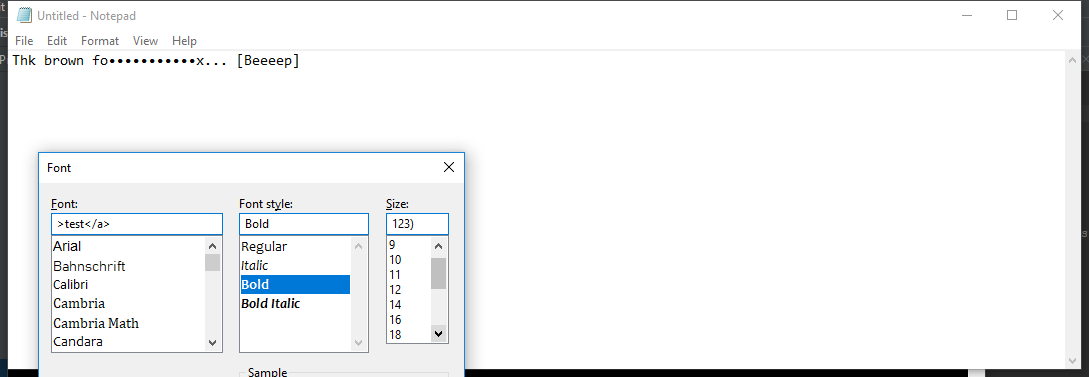 Untitled - Notepad
File Edit Format View Help
Thk brown fo•••••••••••x... [Beeeep]
Font
Font: Font style: Size:
>test</a> Bold 123)
Arial Regular 9
Bahnschrift Italic 10
Calibri Bold 11
Cambria Bold Italic 12
Cambria Math 14
Candara 16
18
Sample